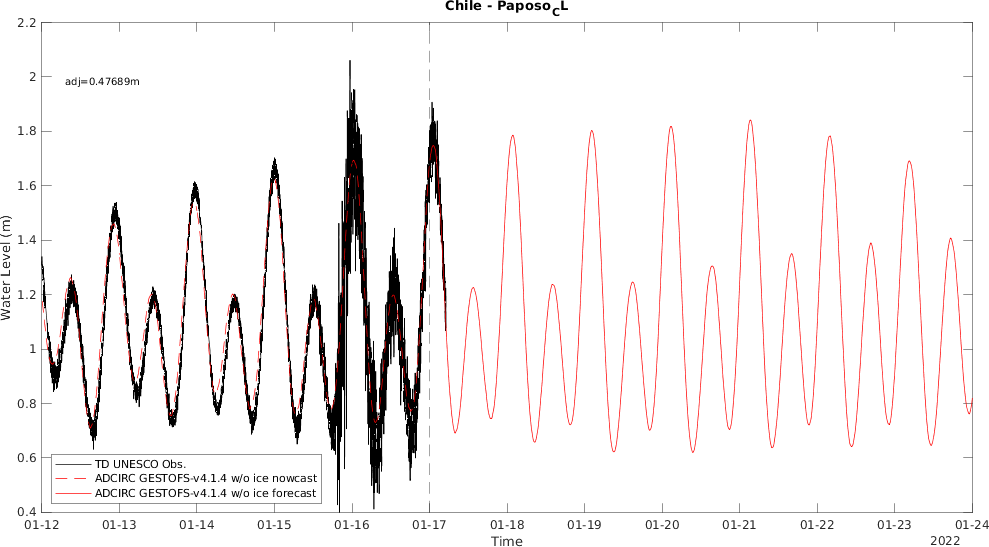 Chile - Paposo_CL
2.2
2
1.8
1.6
1.4
1.2
1
0.8
0.6
0.4
Water Level (m)
adj=0.47689m
TD UNESCO Obs.
ADCIRC GESTOFS-v4.1.4 w/o ice nowcast
ADCIRC GESTOFS-v4.1.4 w/o ice forecast
01-12 01-13 01-14 01-15 01-16 01-17 01-18 01-19 01-20 01-21 01-22 01-23 01-24
Time
2022